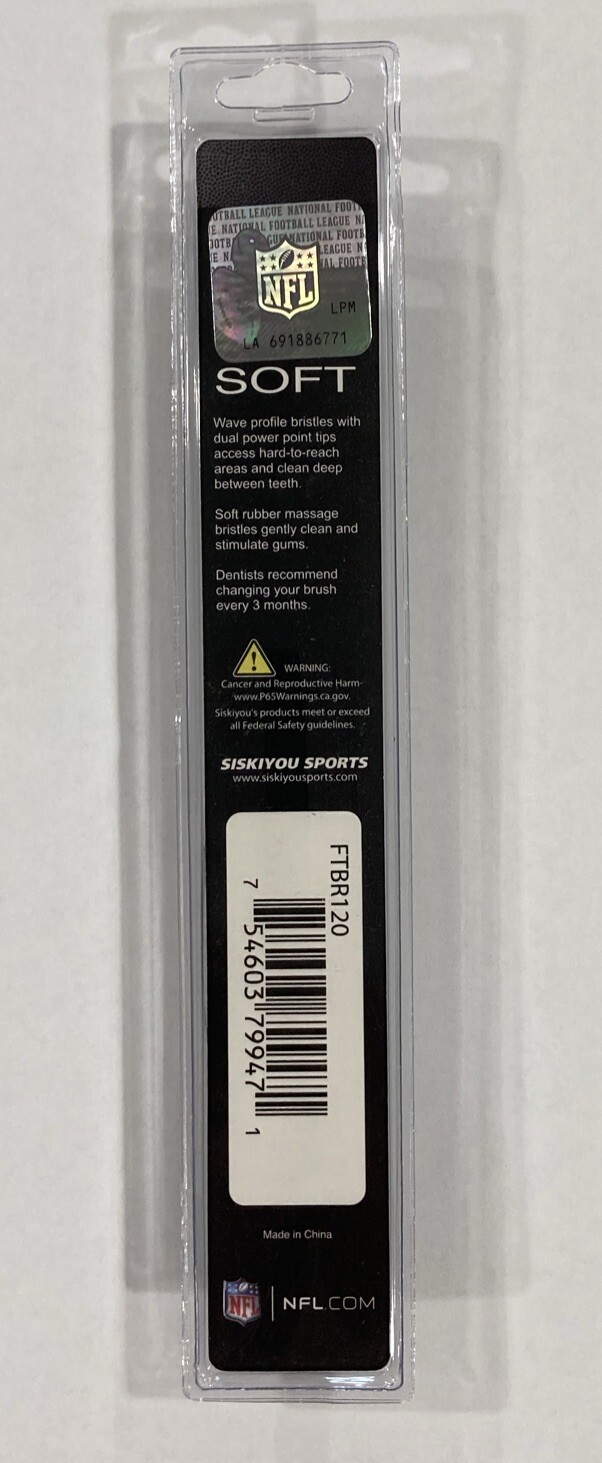 OTBALL LEAGUE NATIONAL FOOT
NATIONAL FOOTBALL LEAGUE
NATIONAL FOOTB
LEAGUE
FOOTB
NFL
LPM
LA 691886771
SOFT
Wave profile bristles with
dual power point tips
access hard-to-reach
areas and clean deep
between teeth.
Soft rubber massage
bristles gently clean and
stimulate gums.
Dentists recommend
changing your brush
every 3 months.
WARNING:
Cancer and Reproductive Harm-
www.P65Warnings.ca.gov.
Siskiyou's products meet or exceed
all Federal Safety guidelines.
SISKIYOU SPORTS
www.siskiyousports.com
FTBR120
7 54603 79947 1
Made in China
NFL NFL.COM